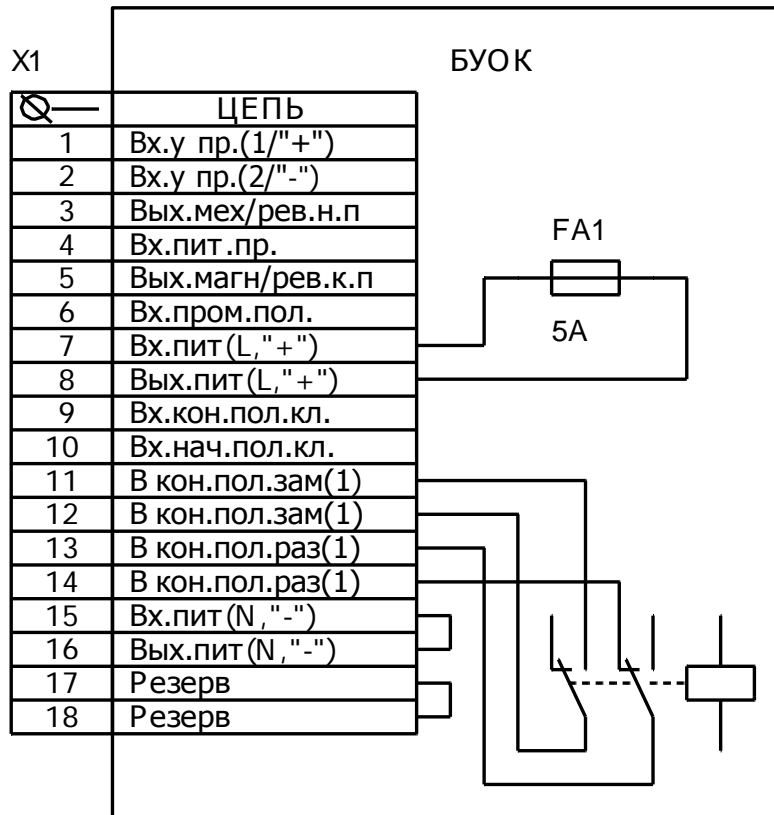 X1
БУОК
ЦЕПЬ
1 Вх.упр.(1/"+")
2 Вх.упр.(2/"-")
3 Вых.мех/рев.н.п
4 Вх.пит.пр.
5 Вых.магн/рев.к.п
6 Вх.пром.пол.
7 Вх.пит(L,"+")
8 Вых.пит(L,"+")
9 Вх.кон.пол.кл.
10 Вх.нач.пол.кл.
11 В кон.пол.зам(1)
12 В кон.пол.зам(1)
13 В кон.пол.раз(1)
14 В кон.пол.раз(1)
15 Вх.пит(N,"-")
16 Вых.пит(N,"-")
17 Резерв
18 Резерв
FA1
5A